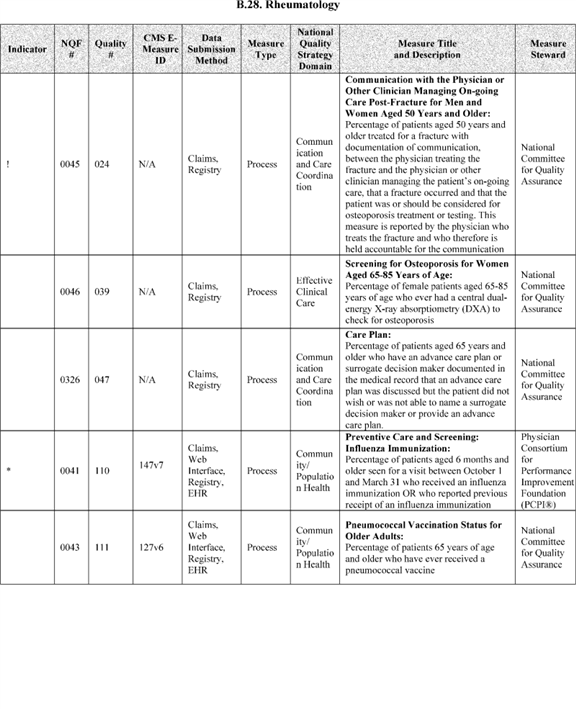 B.28. Rheumatology
Indicator
NQF
#
Quality
#
CMS E-
Measure
ID
Data
Submission
Method
Measure
Type
National
Quality
Strategy
Domain
Measure Title
and Description
Measure
Steward
!
0045
024
N/A
Claims,
Registry
Process
Commun
ication
and Care
Coordina
tion
Communication with the Physician or
Other Clinician Managing On-going
Care Post-Fracture for Men and
Women Aged 50 Years and Older:
Percentage of patients aged 50 years and
older treated for a fracture with
documentation of communication,
between the physician treating the
fracture and the physician or other
clinician managing the patient's on-going
care, that a fracture occurred and that the
patient was or should be considered for
osteoporosis treatment or testing. This
measure is reported by the physician who
treats the fracture and who therefore is
held accountable for the communication
National
Committee
for Quality
Assurance
0046
039
N/A
Claims,
Registry
Process
Effective
Clinical
Care
Screening for Osteoporosis for Women
Aged 65-85 Years of Age:
Percentage of female patients aged 65-85
years of age who ever had a central dual-
energy X-ray absorptiometry (DXA) to
check for osteoporosis
National
Committee
for Quality
Assurance
0326
047
N/A
Claims,
Registry
Process
Commun
ication
and Care
Coordina
tion
Care Plan:
Percentage of patients aged 65 years and
older who have an advance care plan or
surrogate decision maker documented in
the medical record that an advance care
plan was discussed but the patient did not
wish or was not able to name a surrogate
decision maker or provide an advance
care plan.
National
Committee
for Quality
Assurance
*
0041
110
147v7
Claims,
Web
Interface,
Registry,
EHR
Process
Commun
ity/
Populatio
n Health
Preventive Care and Screening:
Influenza Immunization:
Percentage of patients aged 6 months and
older seen for a visit between October 1
and March 31 who received an influenza
immunization OR who reported previous
receipt of an influenza immunization
Physician
Consortium
for
Performance
Improvement
Foundation
(PCPI®)
0043
111
127v6
Claims,
Web
Interface,
Registry,
EHR
Process
Commun
ity/
Populatio
n Health
Pneumococcal Vaccination Status for
Older Adults:
Percentage of patients 65 years of age
and older who have ever received a
pneumococcal vaccine
National
Committee
for Quality
Assurance